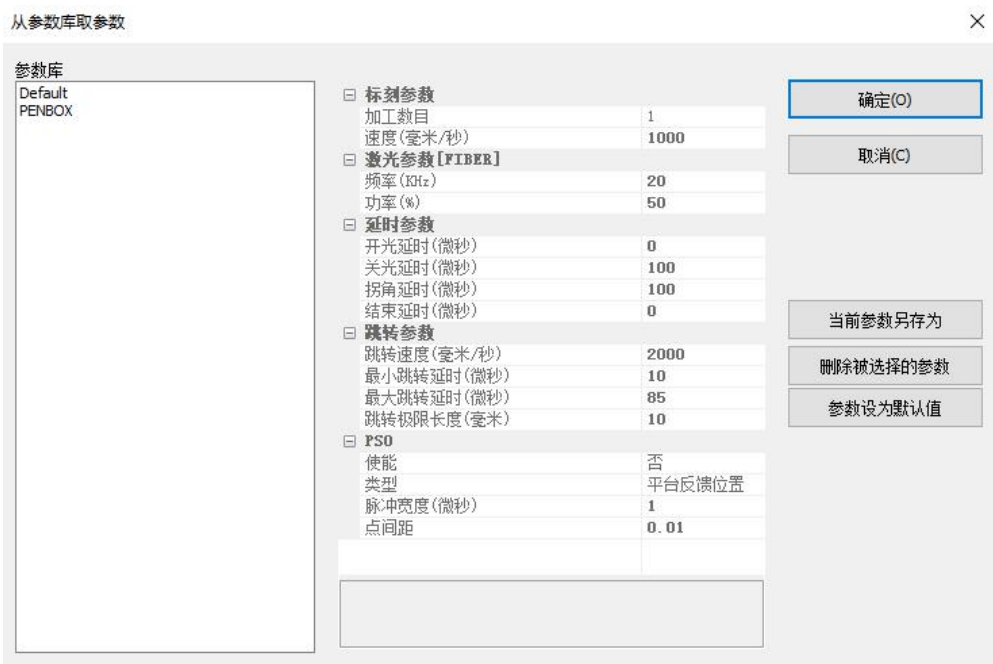 从参数库取参数
参数库
Default
PENBOX
标刻参数
加工数目 1
速度(毫米/秒) 1000
激光参数[FIBER]
频率(KHz) 20
功率(%) 50
延时参数
开光延时(微秒) 0
关光延时(微秒) 100
拐角延时(微秒) 100
结束延时(微秒) 0
跳转参数
跳转速度(毫米/秒) 2000
最小跳转延时(微秒) 10
最大跳转延时(微秒) 85
跳转极限长度(毫米) 10
PSO
使能 否
类型 平台反馈位置
脉冲宽度(微秒) 1
点间距 0.01
确定(O)
取消(C)
当前参数另存为
删除被选择的参数
参数设为默认值